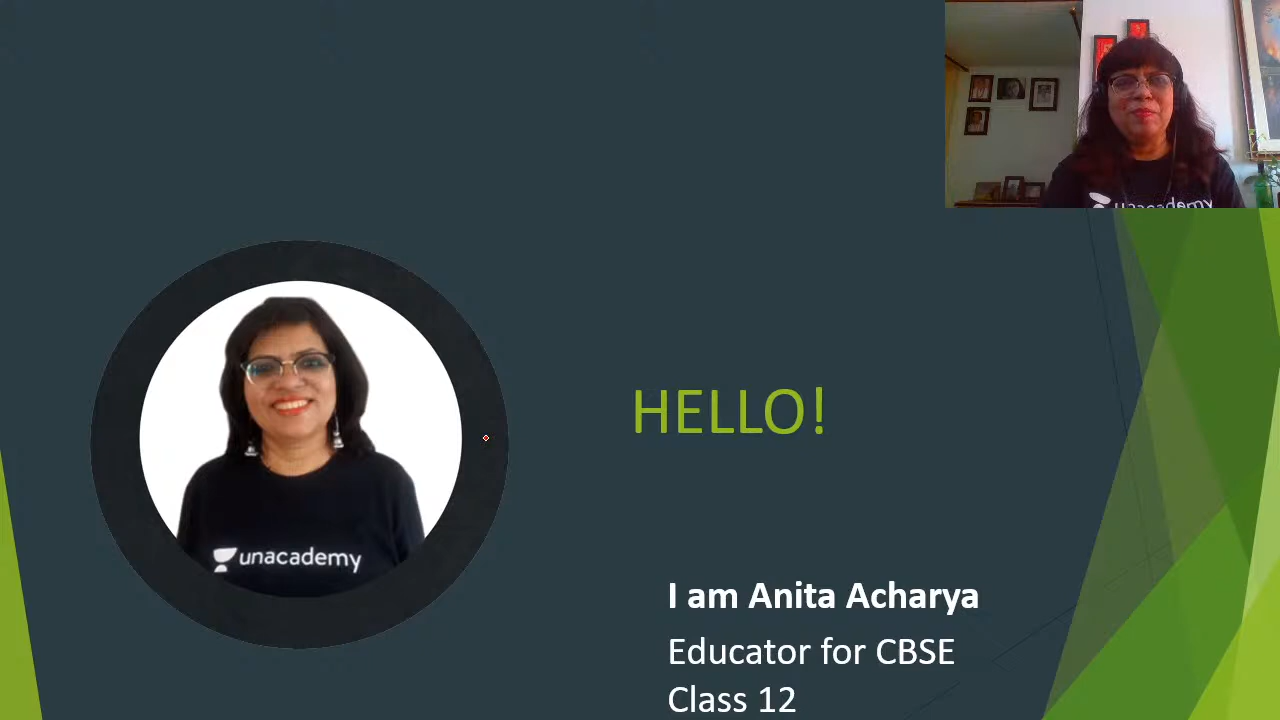 HELLO!
unacademy
I am Anita Acharya
Educator for CBSE
Class 12